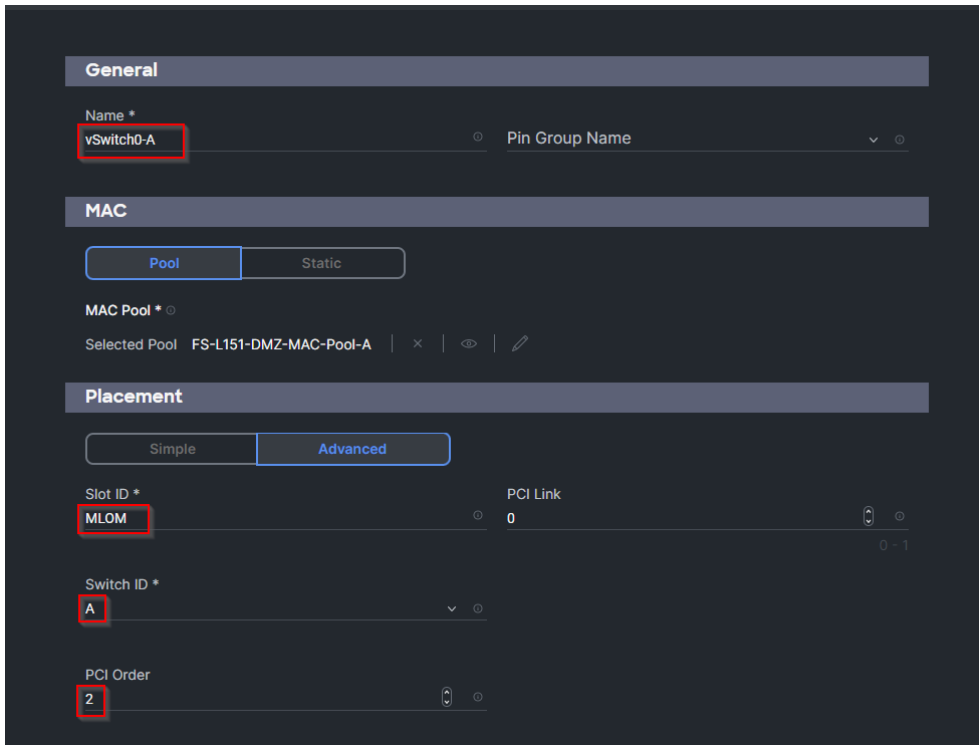 General
Name *
vSwitch0-A
Pin Group Name
MAC
Pool
Static
MAC Pool *
Selected Pool FS-L151-DMZ-MAC-Pool-A
Placement
Simple
Advanced
Slot ID *
MLOM
PCI Link
0
0 - 1
Switch ID *
A
PCI Order
2